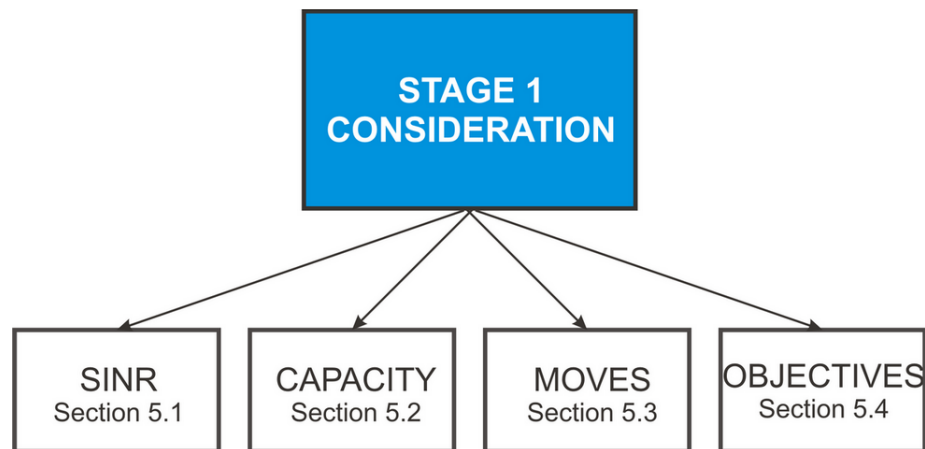 STAGE 1
CONSIDERATION
SINR
Section 5.1
CAPACITY
Section 5.2
MOVES
Section 5.3
OBJECTIVES
Section 5.4